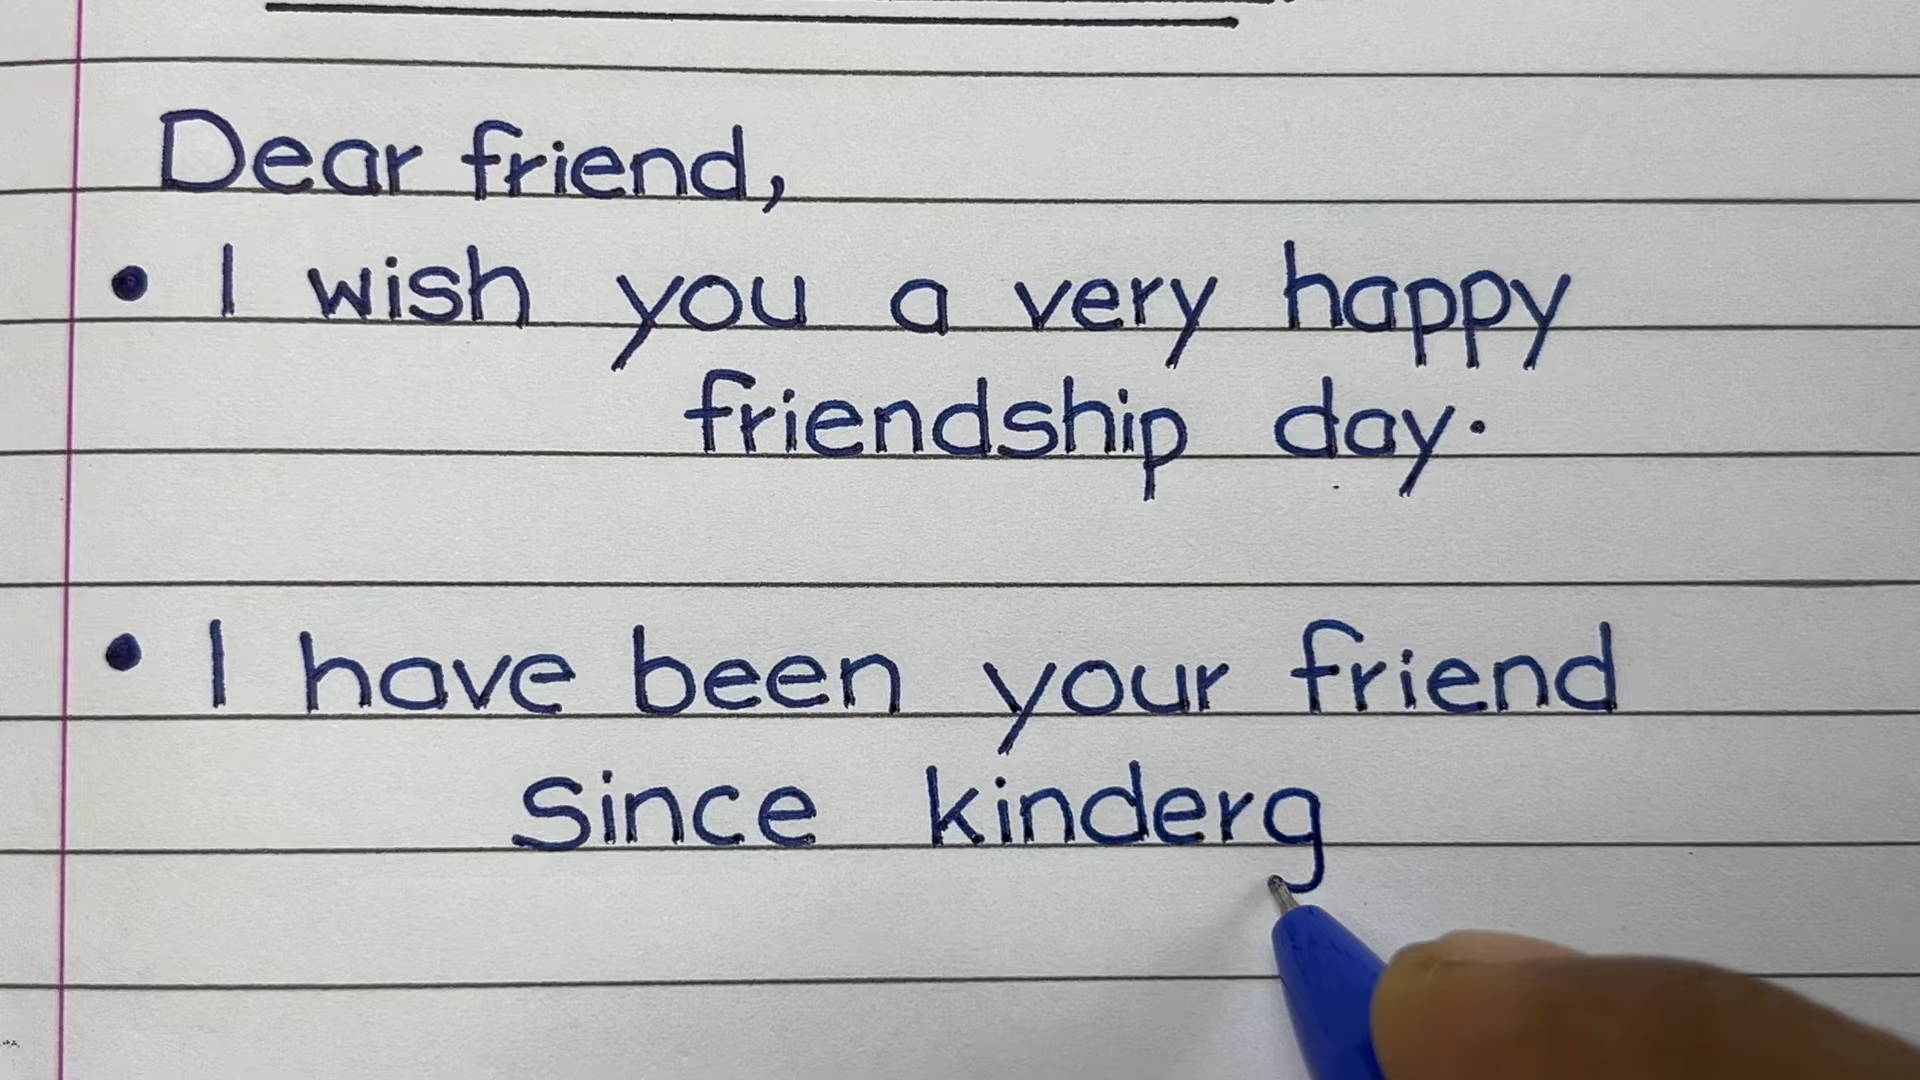 Dear friend,
• I wish you a very happy
friendship day.
• I have been your friend
since kinderg